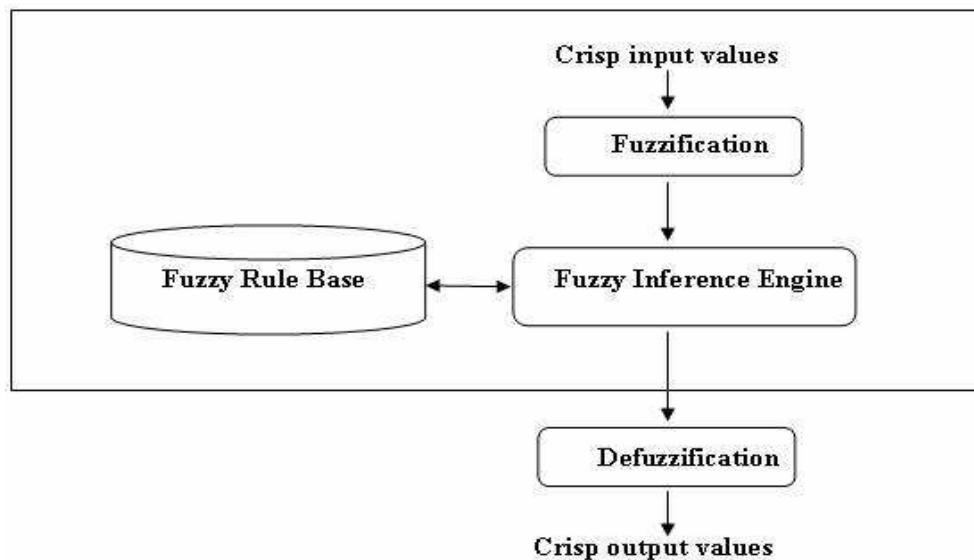 Crisp input values
Fuzzification
Fuzzy Rule Base
Fuzzy Inference Engine
Defuzzification
Crisp output values